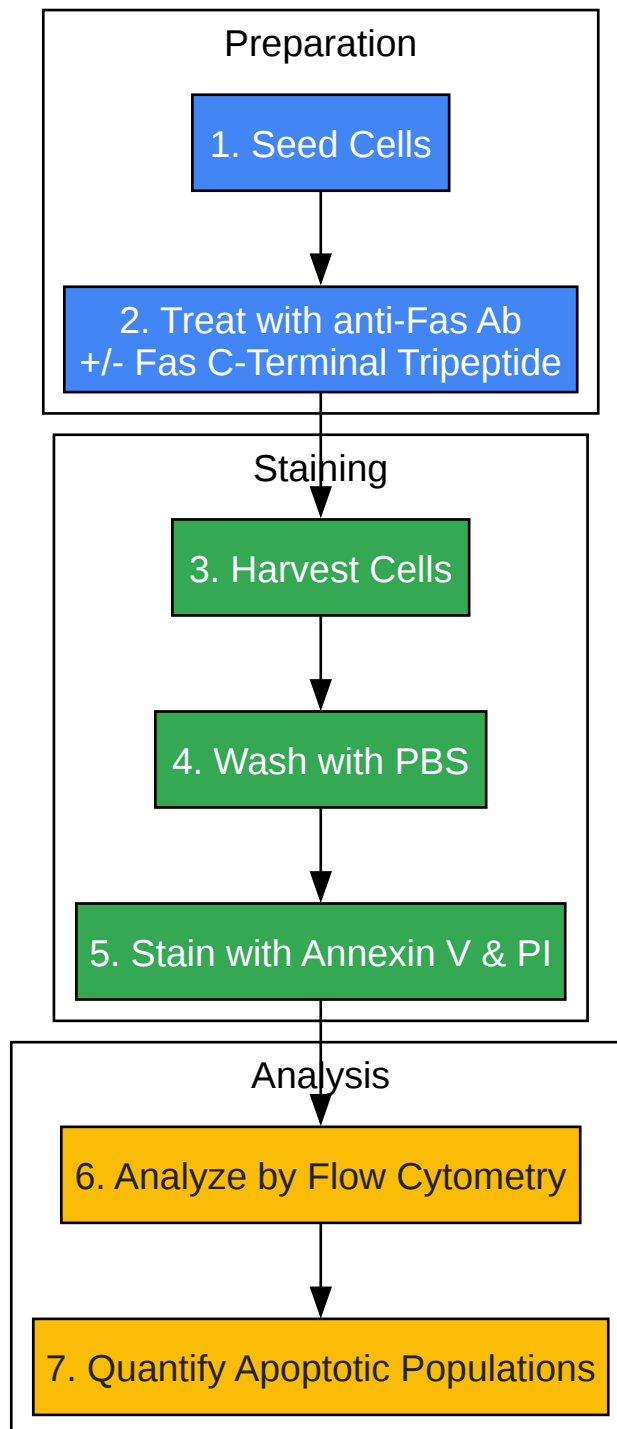 Preparation
1. Seed Cells
2. Treat with anti-Fas Ab
+/- Fas C-Terminal Tripeptide
Staining
3. Harvest Cells
4. Wash with PBS
5. Stain with Annexin V & PI
Analysis
6. Analyze by Flow Cytometry
7. Quantify Apoptotic Populations